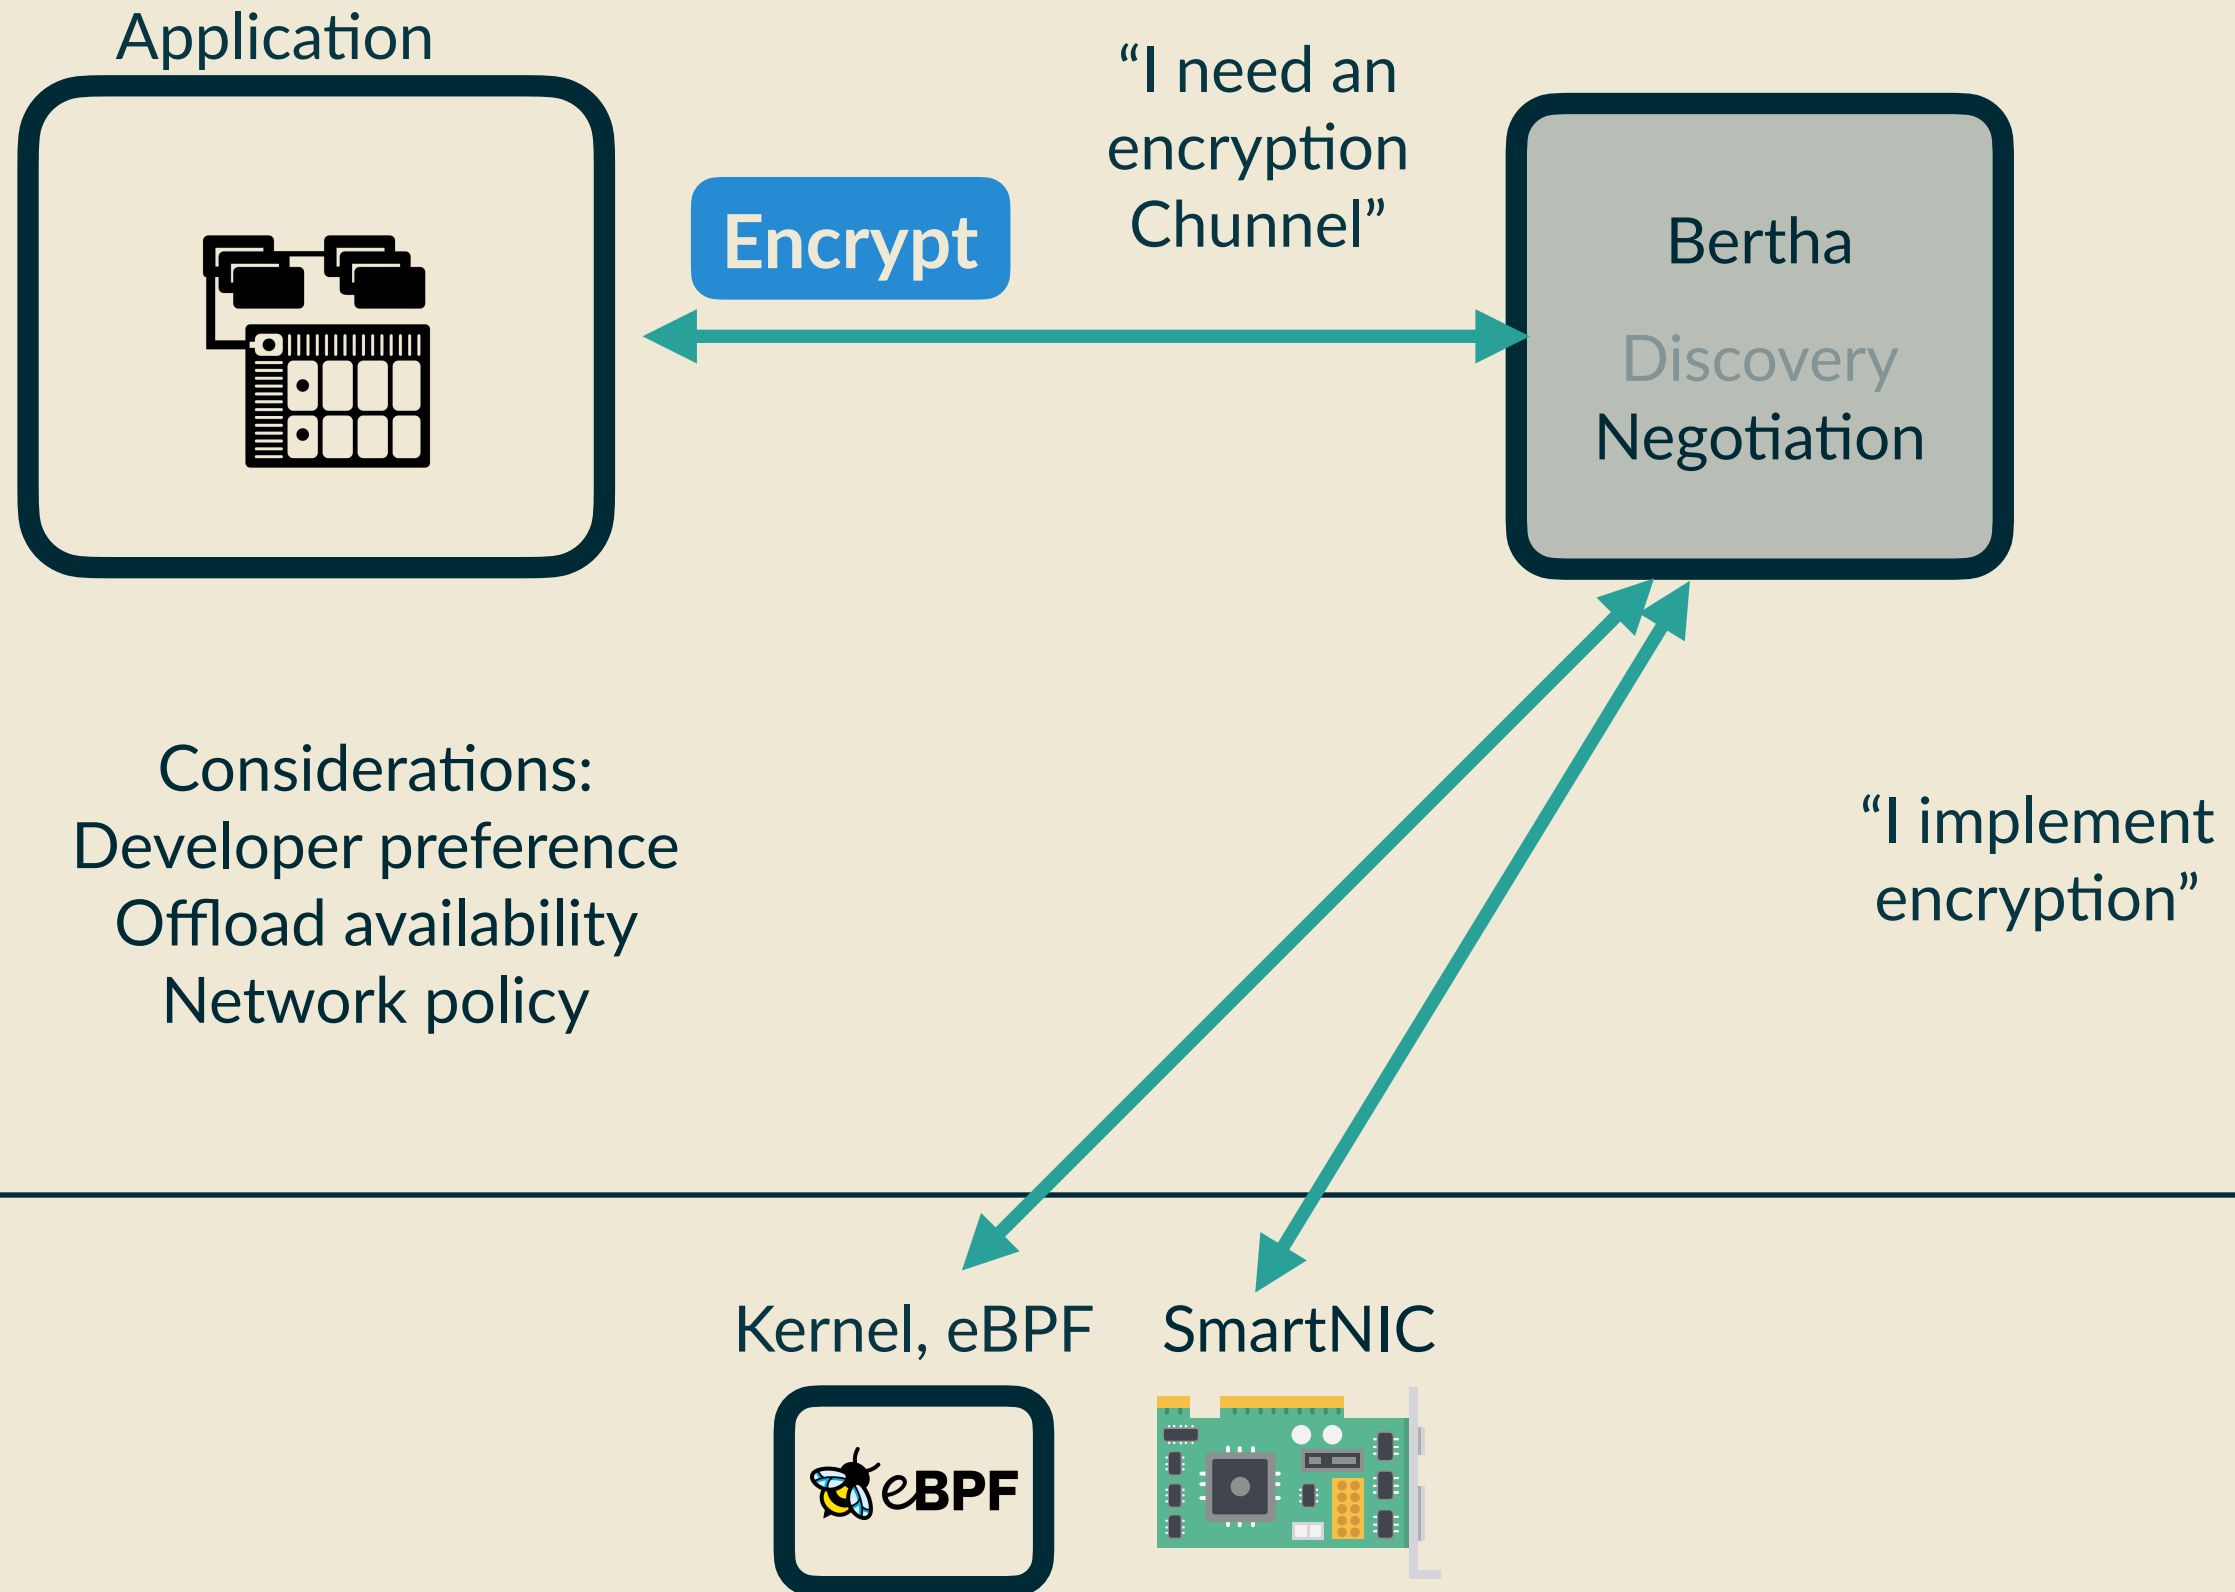 Application
“I need an
encryption
Chunnel”
Encrypt
Bertha
Discovery
Negotiation
Considerations:
Developer preference
Offload availability
Network policy
“I implement
encryption”
Kernel, eBPF
SmartNIC
eBPF